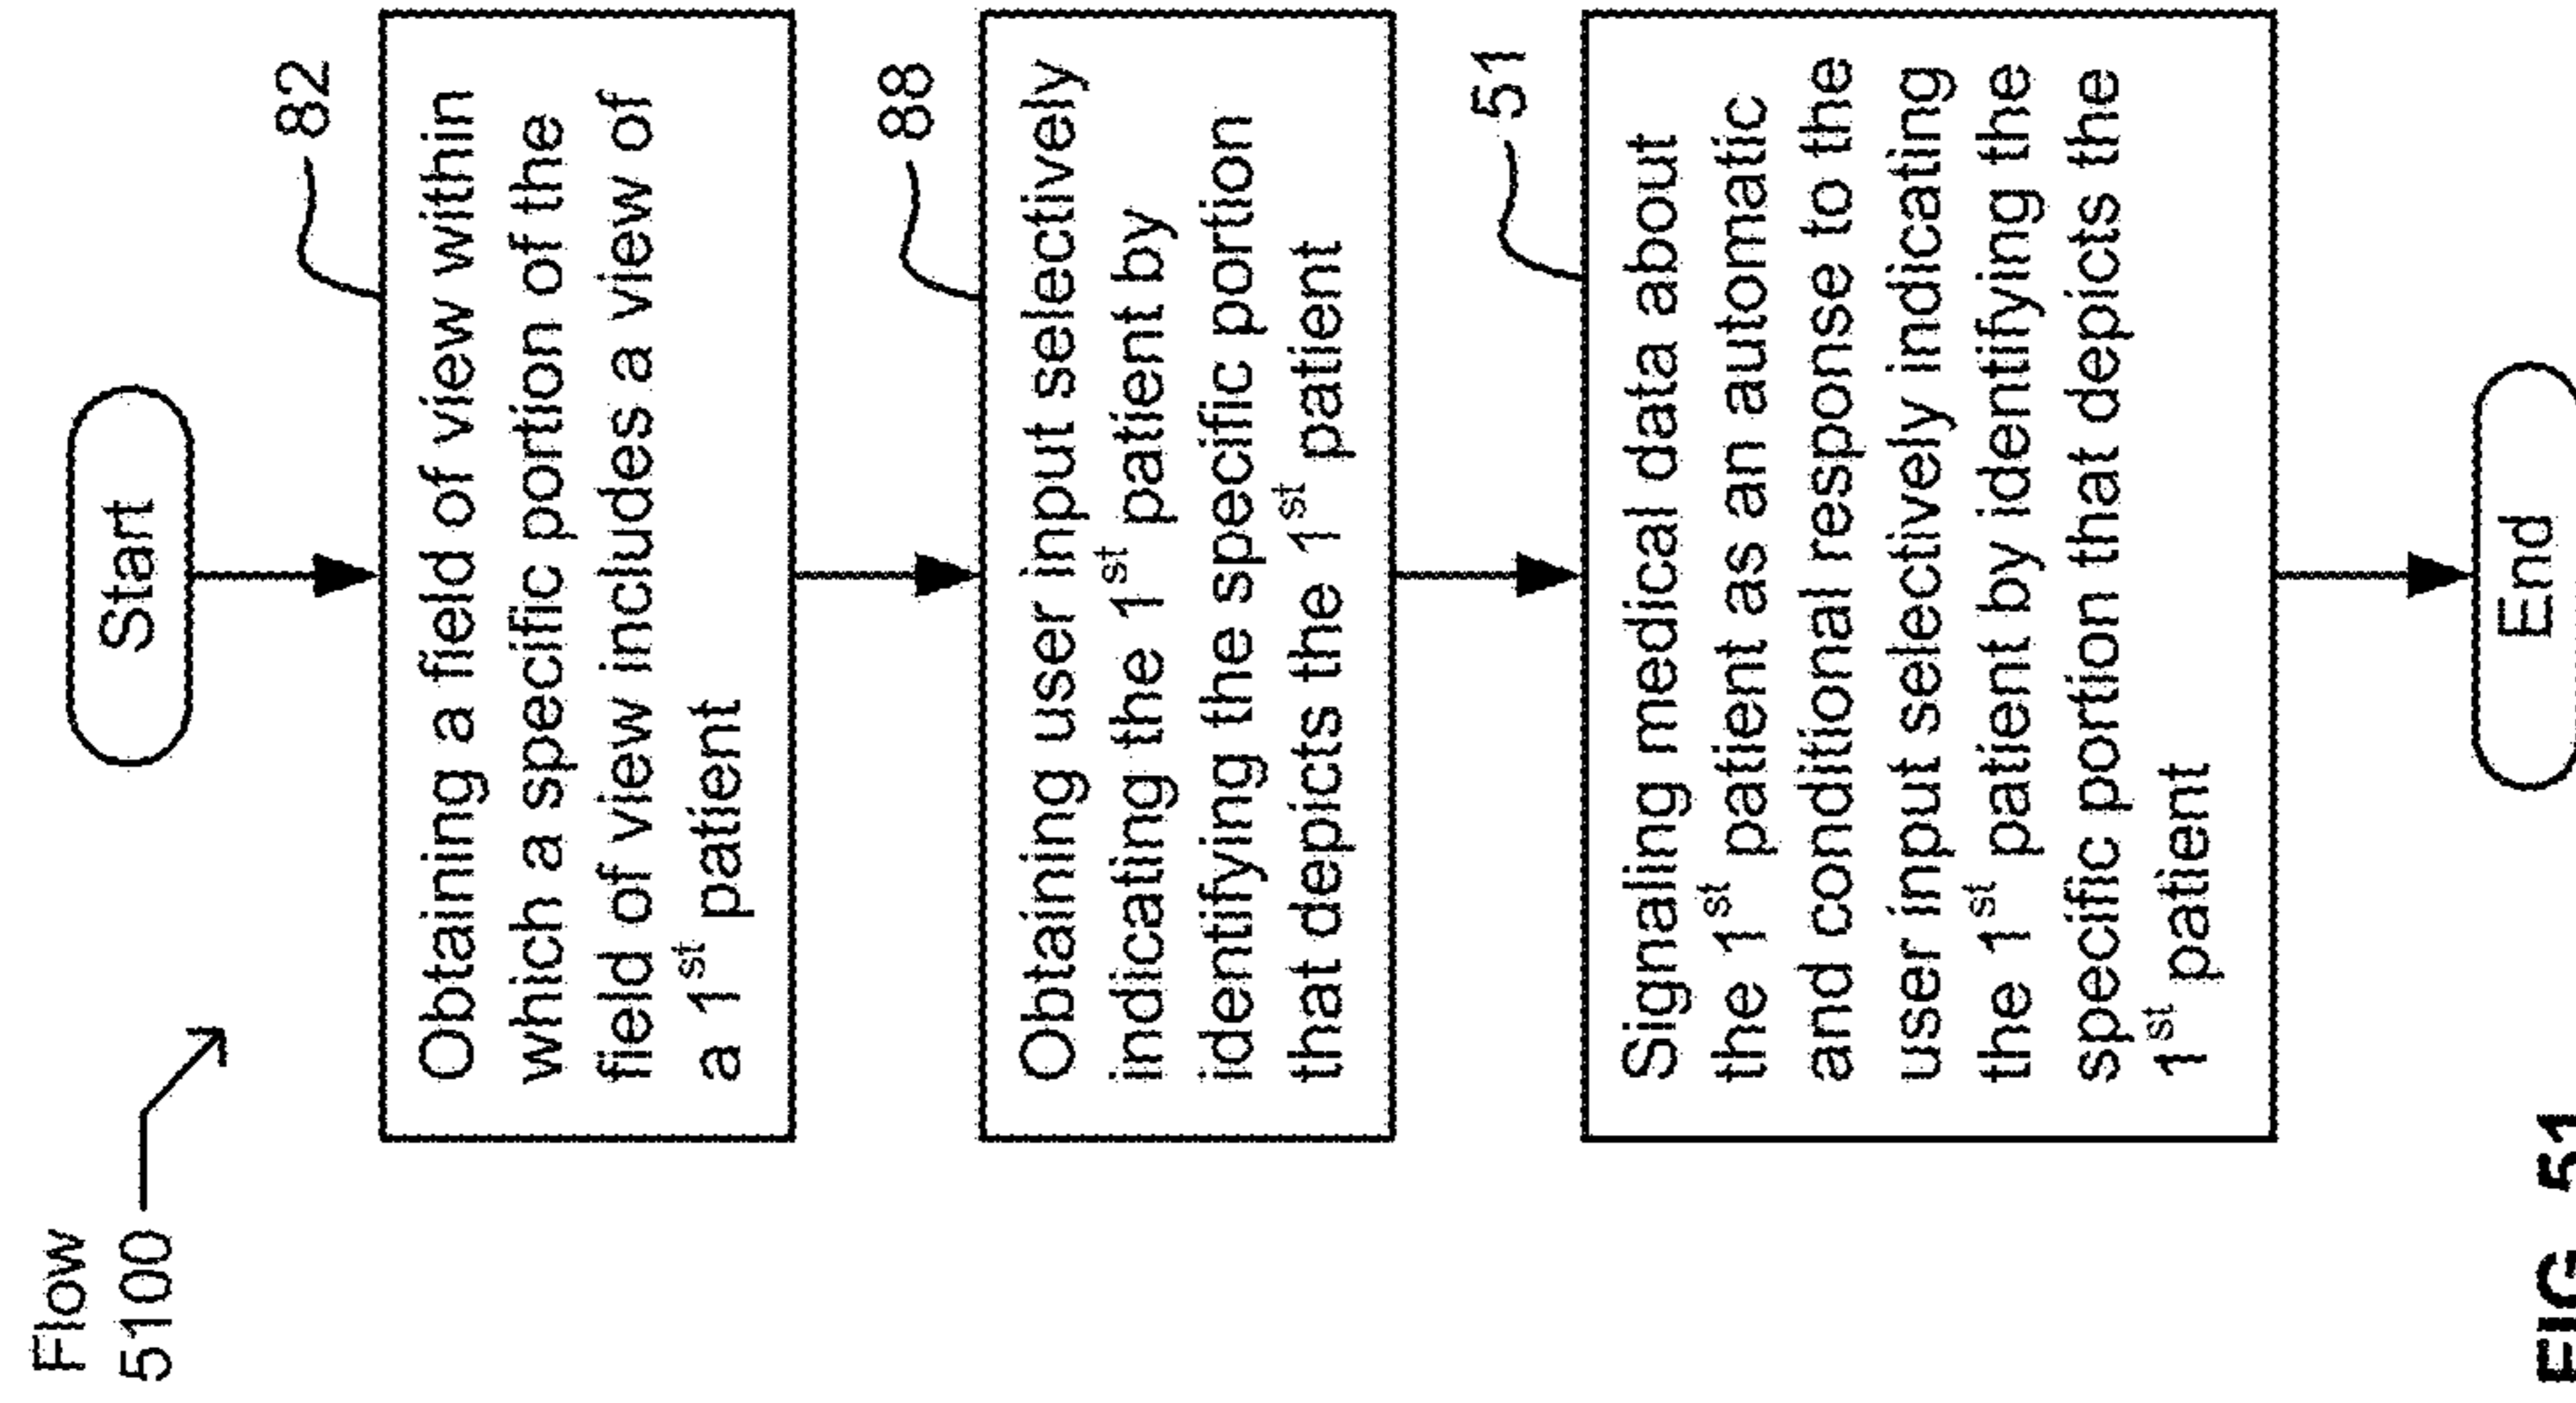 Flow
5100
Start
82
Obtaining a field of view within
which a specific portion of the
field of view includes a view of
a 1st patient
88
Obtaining user input selectively
indicating the 1st patient by
identifying the specific portion
that depicts the 1st patient
51
Signaling medical data about
the 1st patient as an automatic
and conditional response to the
user input selectively indicating
the 1st patient by identifying the
specific portion that depicts the
1st patient
End
FIG. 51